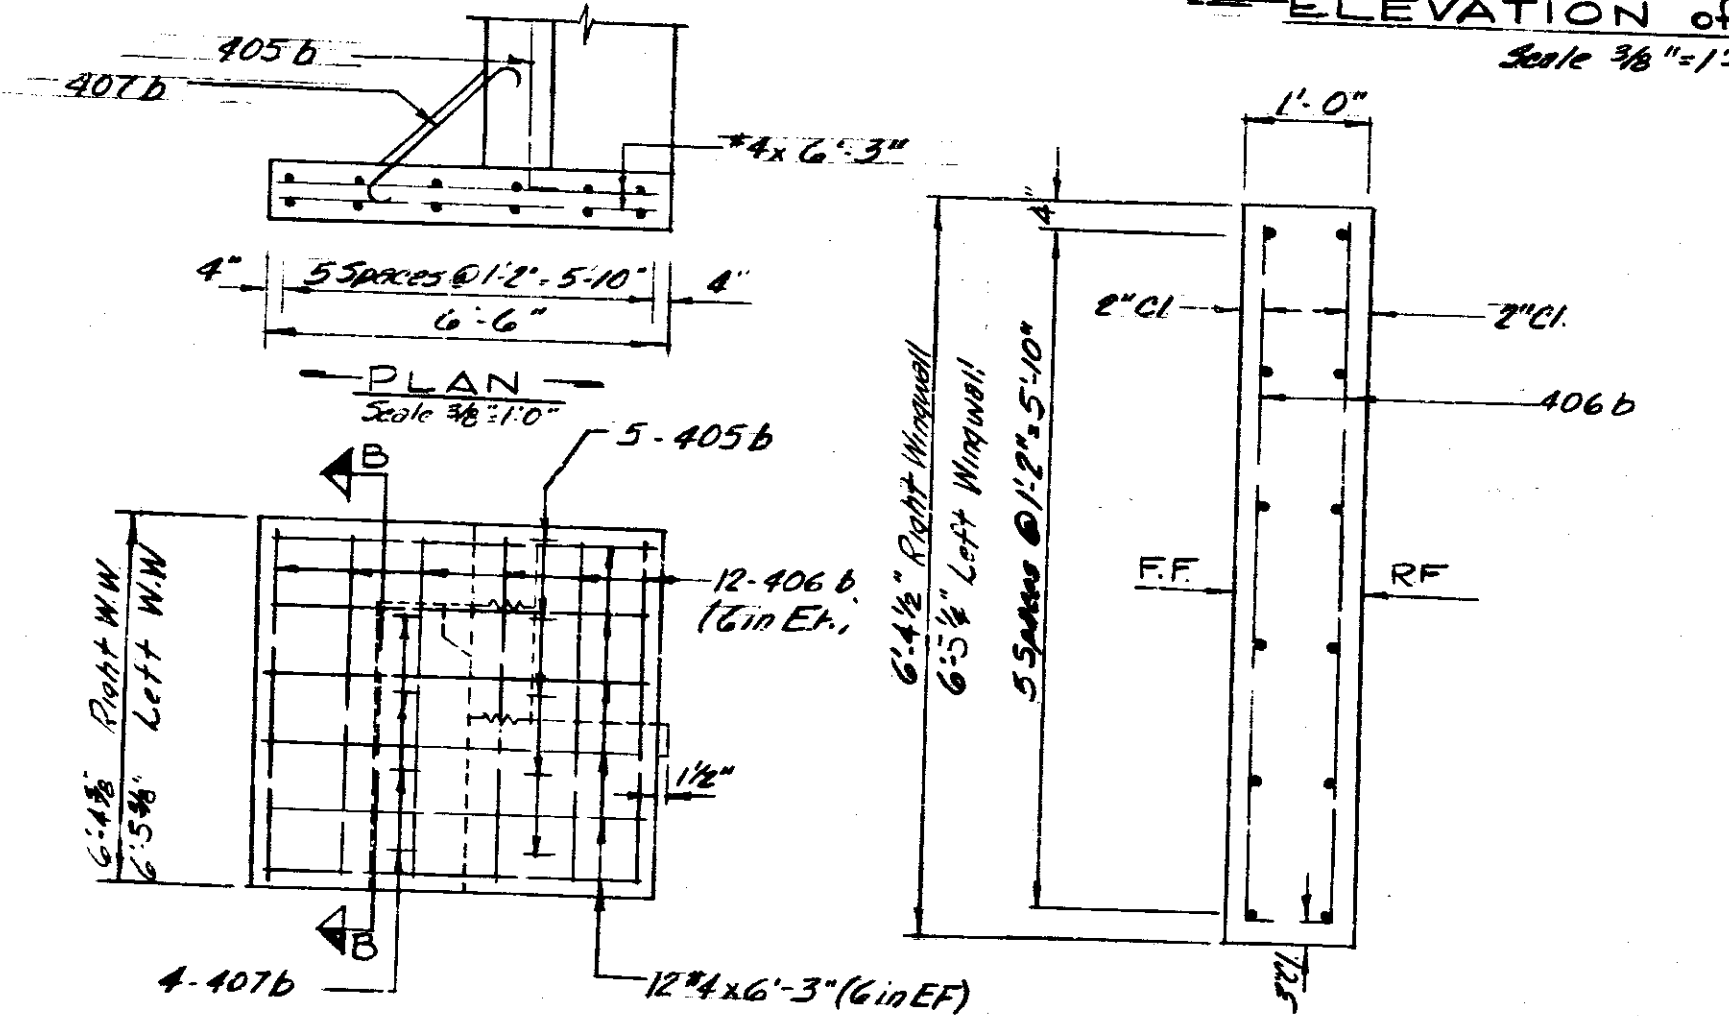 ELEVATION of
Scale 3/8"=1'
405 b
407 b
#4 x 6'-3"
4"
5 Spaces @ 1'-2" = 5'-10"
4"
6'-6"
PLAN
Scale 3/8"=1'-0"
B
5-405 b
12-406 b
(6 in EF.)
6'-4 3/8" Right W.W
6'-5 3/8" Left W.W
1 1/2"
B
4-407 b
12 #4 x 6'-3" (6 in EF)
1'-0"
4"
2" Cl.
2" Cl.
406 b
6'-4 1/2" Right Wingwall
6'-5 1/4" Left Wingwall
5 Spaces @ 1'-2" = 5'-10"
F.F.
RF
3"Cl.